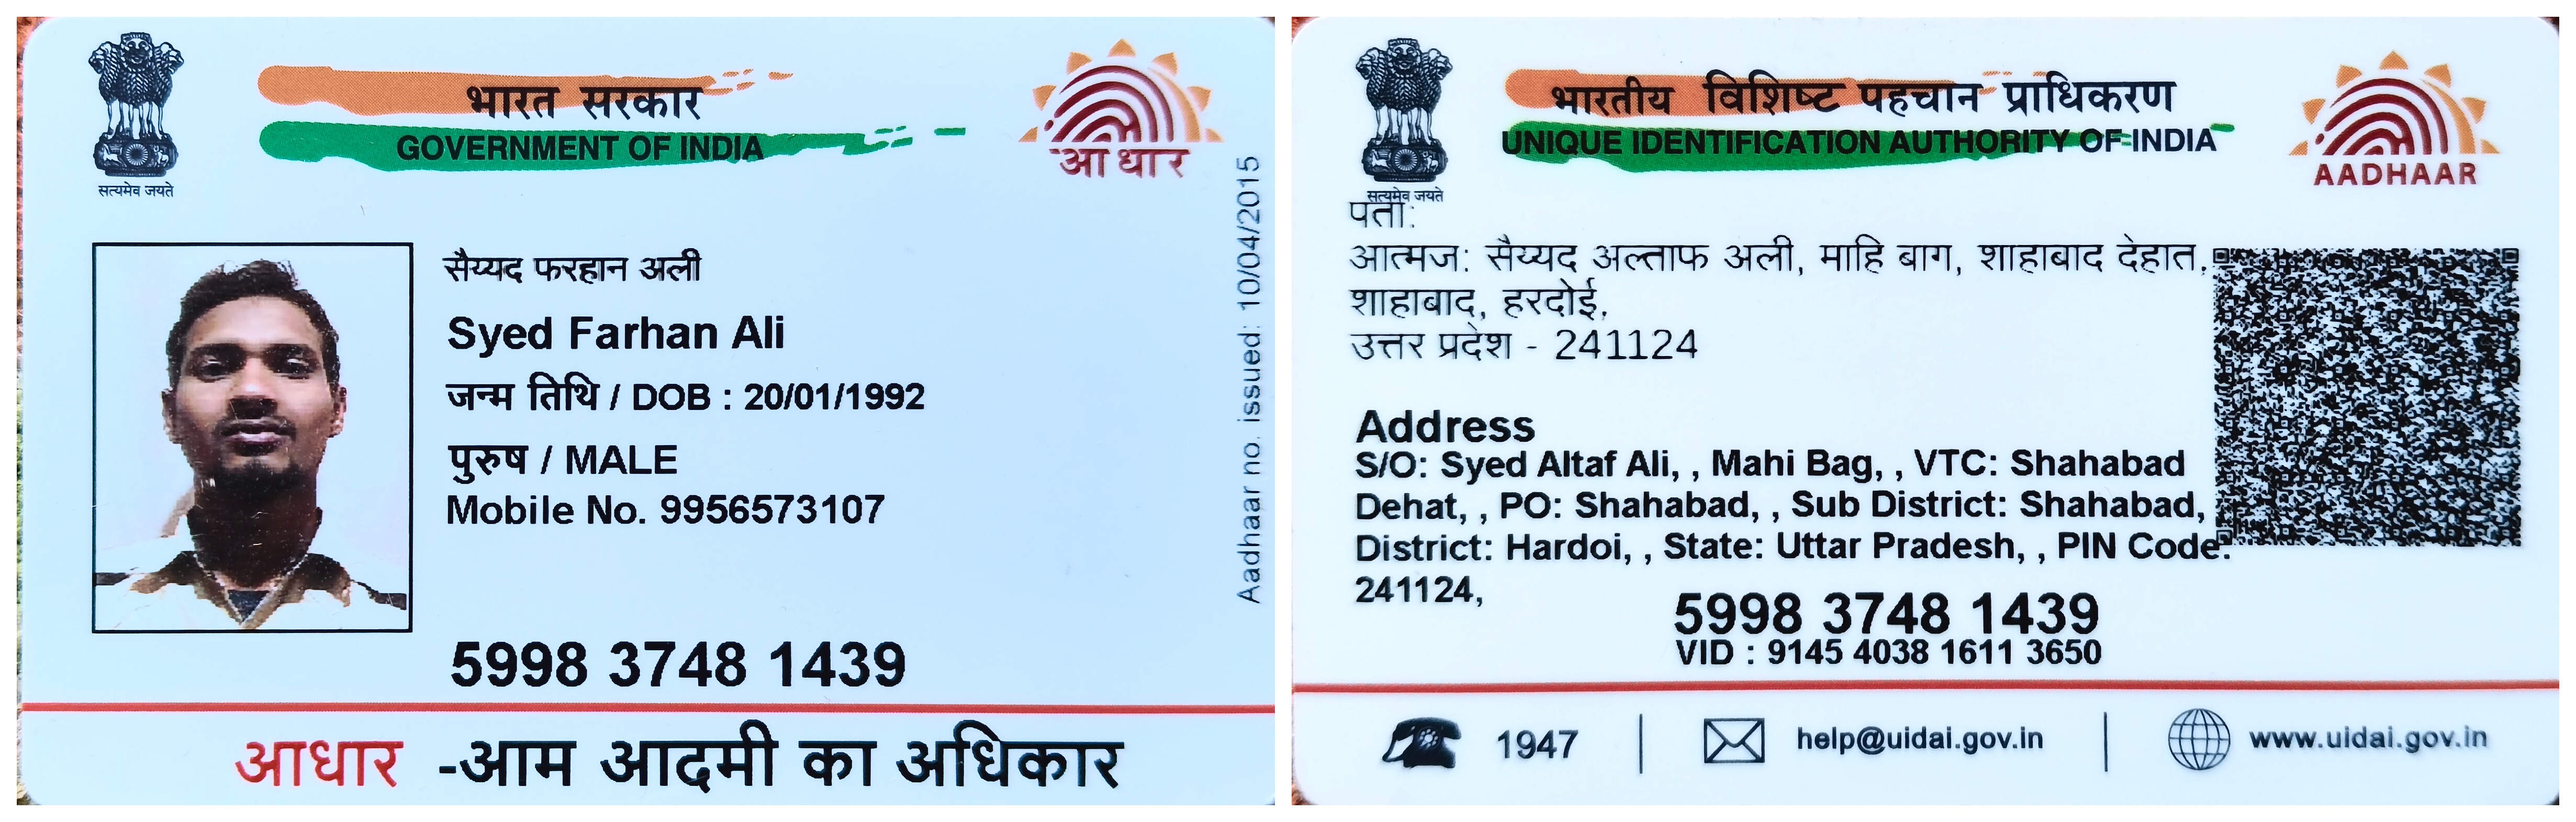 भारत सरकार
GOVERNMENT OF INDIA
सत्यमेव जयते
आधार
सैय्यद फरहान अली
Syed Farhan Ali
जन्म तिथि / DOB : 20/01/1992
पुरुष / MALE
Mobile No. 9956573107
Aadhaar no. issued: 10/04/2015
5998 3748 1439
आधार -आम आदमी का अधिकार
भारतीय विशिष्ट पहचान प्राधिकरण
UNIQUE IDENTIFICATION AUTHORITY OF INDIA
सत्यमेव जयते
AADHAAR
पता:
आत्मज: सैय्यद अल्ताफ अली, माहि बाग, शाहाबाद देहात,
शाहाबाद, हरदोई,
उत्तर प्रदेश - 241124
Address
S/O: Syed Altaf Ali, , Mahi Bag, , VTC: Shahabad
Dehat, , PO: Shahabad, , Sub District: Shahabad,
District: Hardoi, , State: Uttar Pradesh, , PIN Code:
241124,
5998 3748 1439
VID : 9145 4038 1611 3650
1947
help@uidai.gov.in
www.uidai.gov.in